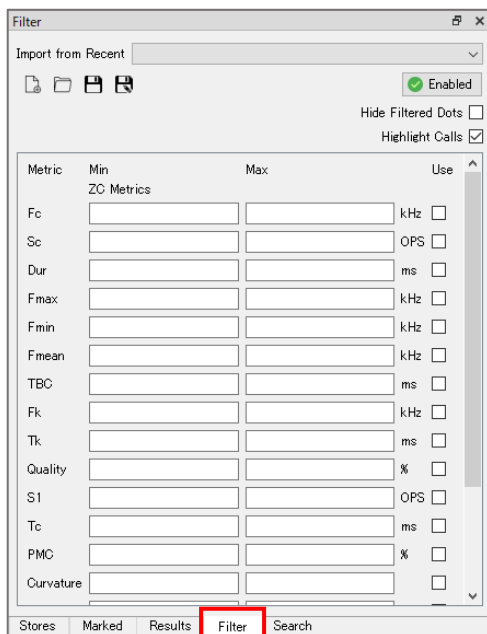 Filter
Import from Recent
Enabled
Hide Filtered Dots
Highlight Calls
Metric Min Max Use
ZC Metrics
Fc kHz
Sc OPS
Dur ms
Fmax kHz
Fmin kHz
Fmean kHz
TBC ms
Fk kHz
Tk ms
Quality %
S1 OPS
Tc ms
PMC %
Curvature
Stores Marked Results Filter Search